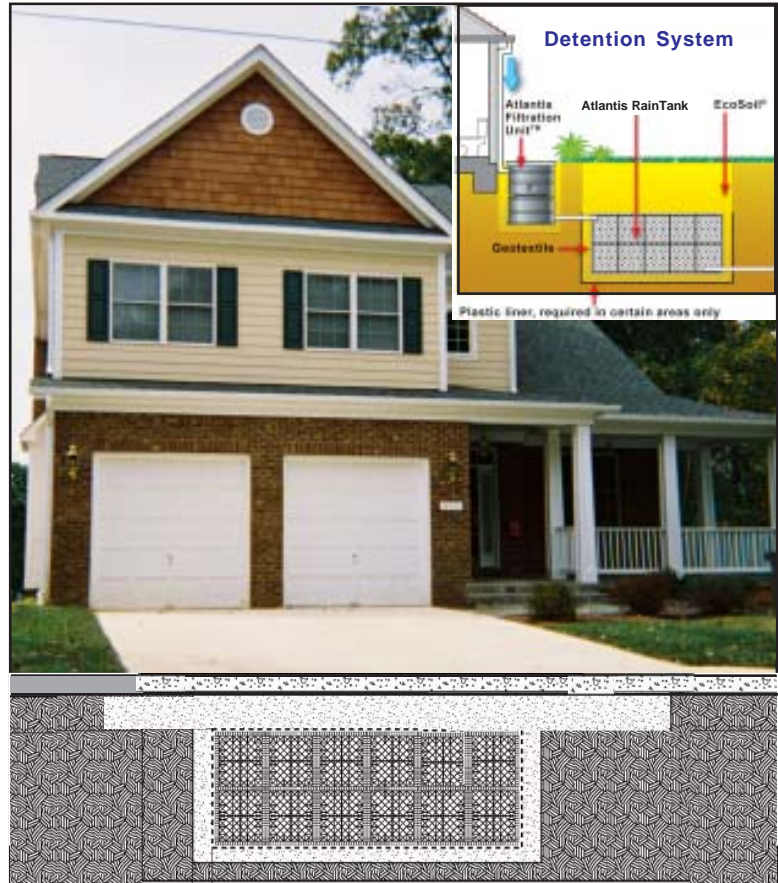 Detention System
Atlantis
Filtration
Unit™
Atlantis RainTank
EcoSoil®
Geotextile
Plastic liner, required in certain areas only